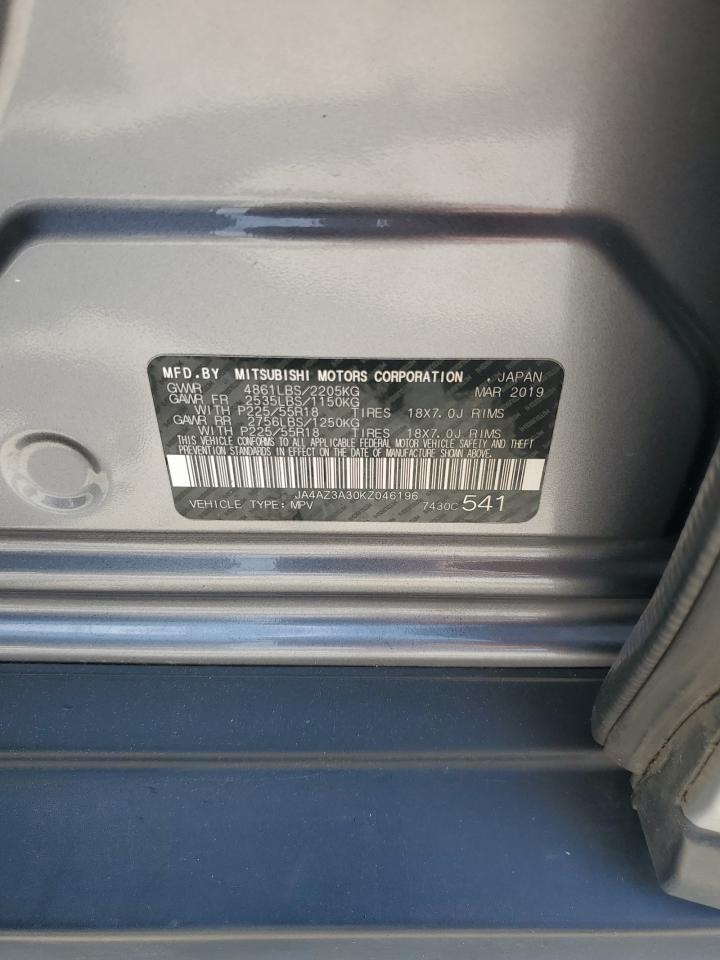 MFD.BY MITSUBISHI MOTORS CORPORATION . JAPAN
GVWR 4861LBS/2205KG MAR 2019
GAWR FR 2535LBS/1150KG
WITH P225/55R18 TIRES 18X7.0J RIMS
GAWR RR 2756LBS/1250KG
WITH P225/55R18 TIRES 18X7.0J RIMS
THIS VEHICLE CONFORMS TO ALL APPLICABLE FEDERAL MOTOR VEHICLE SAFETY AND THEFT
PREVENTION STANDARDS IN EFFECT ON THE DATE OF MANUFACTURE SHOWN ABOVE.
JA4AZ3A30KZ046196
VEHICLE TYPE: MPV 7430C 541